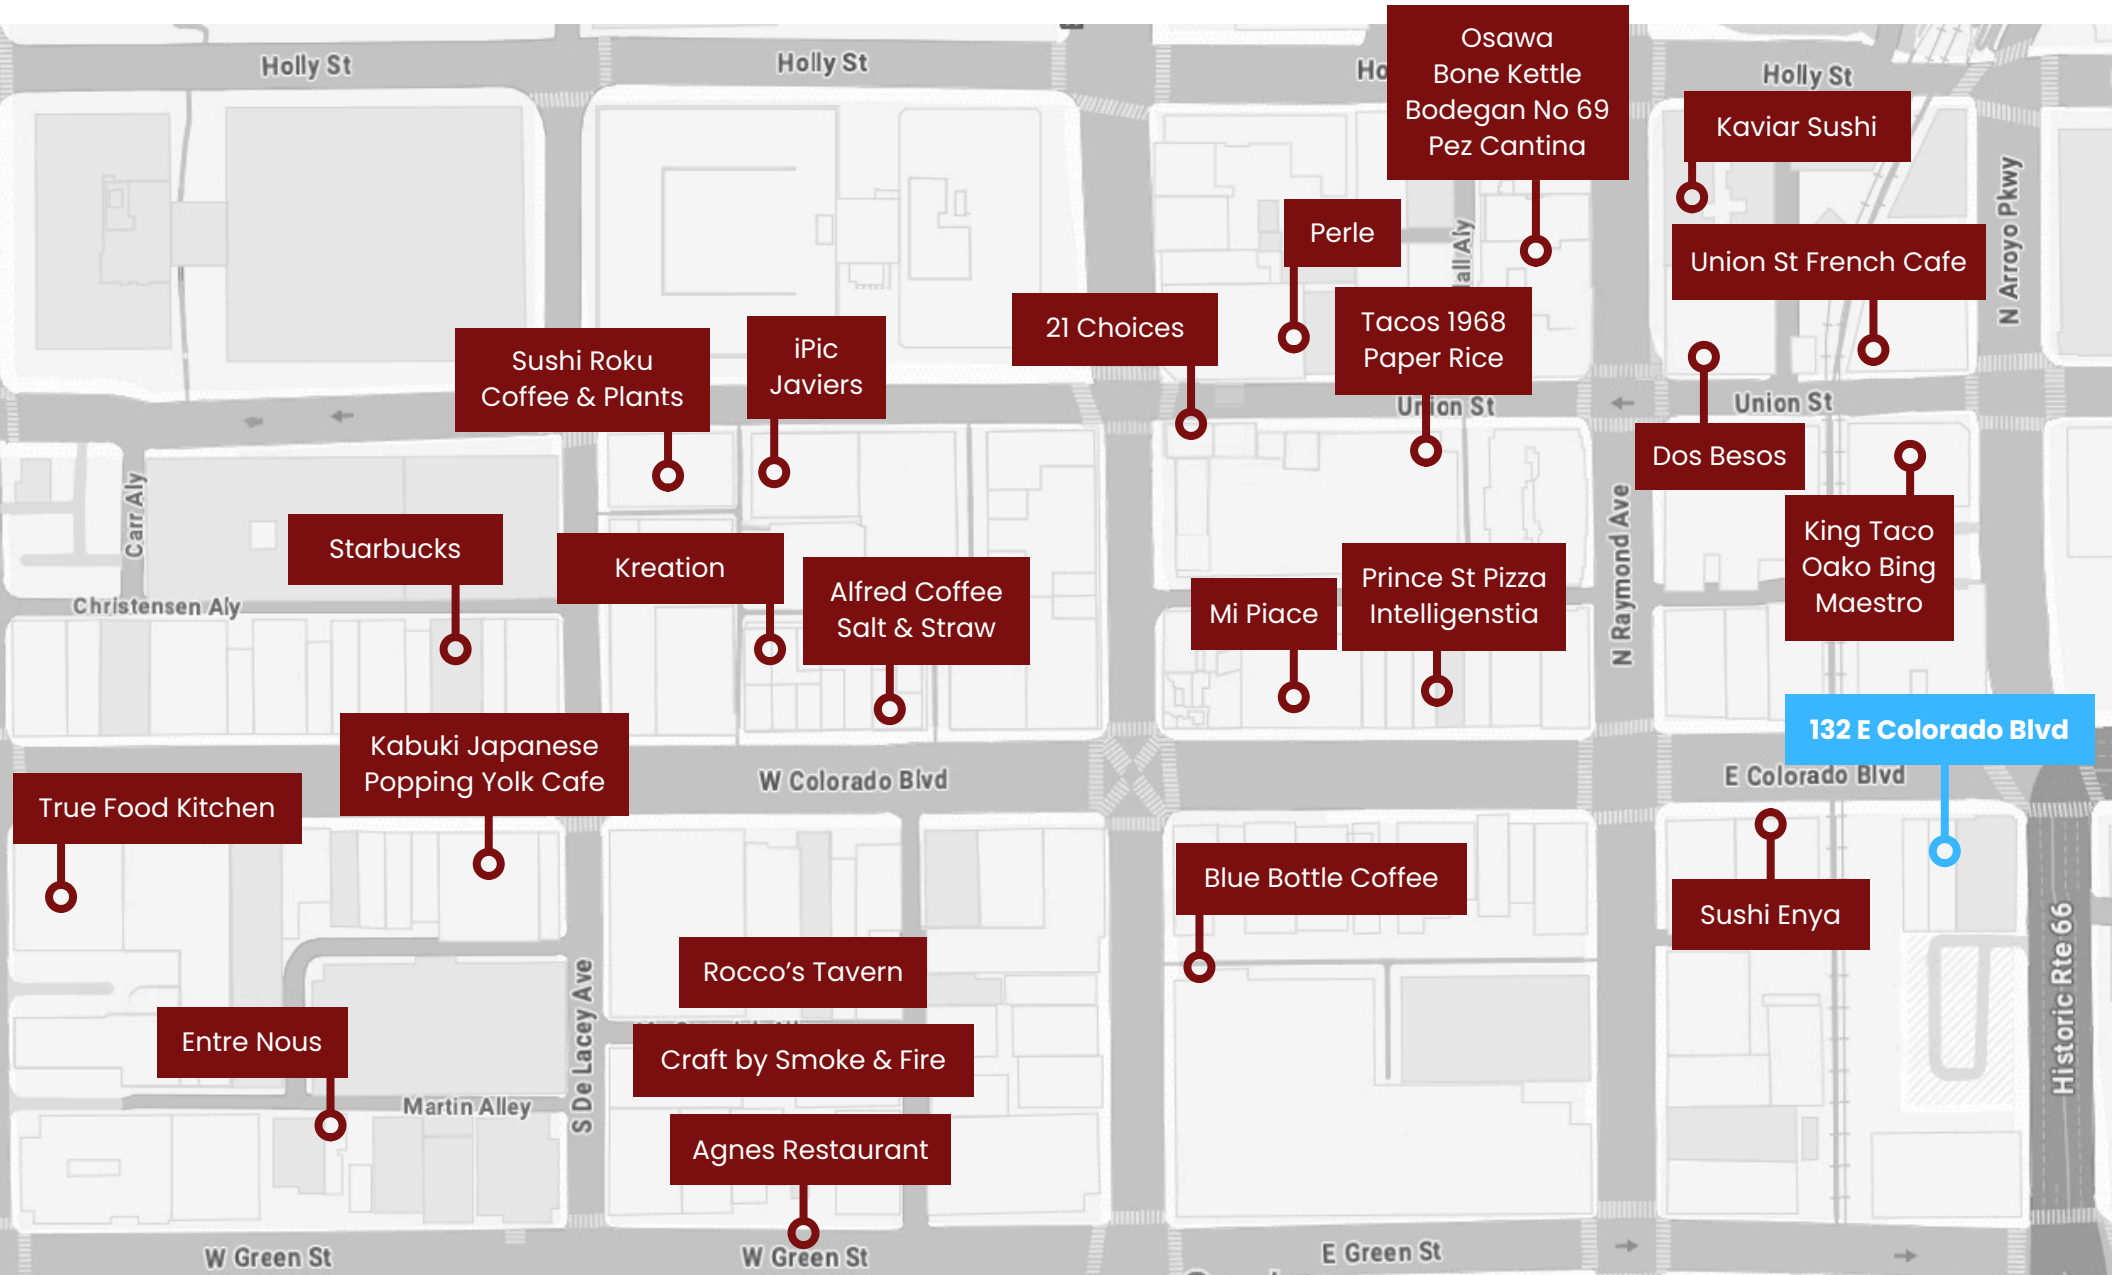 Holly St
Holly St
Ho
Holly St
Osawa
Bone Kettle
Bodegan No 69
Pez Cantina
Kaviar Sushi
N Arroyo Pkwy
Perle
all Aly
Union St French Cafe
21 Choices
Tacos 1968
Paper Rice
Sushi Roku
Coffee & Plants
iPic
Javiers
Union St
Union St
Dos Besos
Carr Aly
N Raymond Ave
King Taco
Oako Bing
Maestro
Starbucks
Kreation
Alfred Coffee
Salt & Straw
Mi Piace
Prince St Pizza
Intelligenstia
Christensen Aly
132 E Colorado Blvd
Kabuki Japanese
Popping Yolk Cafe
W Colorado Blvd
E Colorado Blvd
True Food Kitchen
Blue Bottle Coffee
Sushi Enya
Historic Rte 66
Rocco's Tavern
S De Lacey Ave
Entre Nous
Craft by Smoke & Fire
Martin Alley
Agnes Restaurant
W Green St
W Green St
E Green St